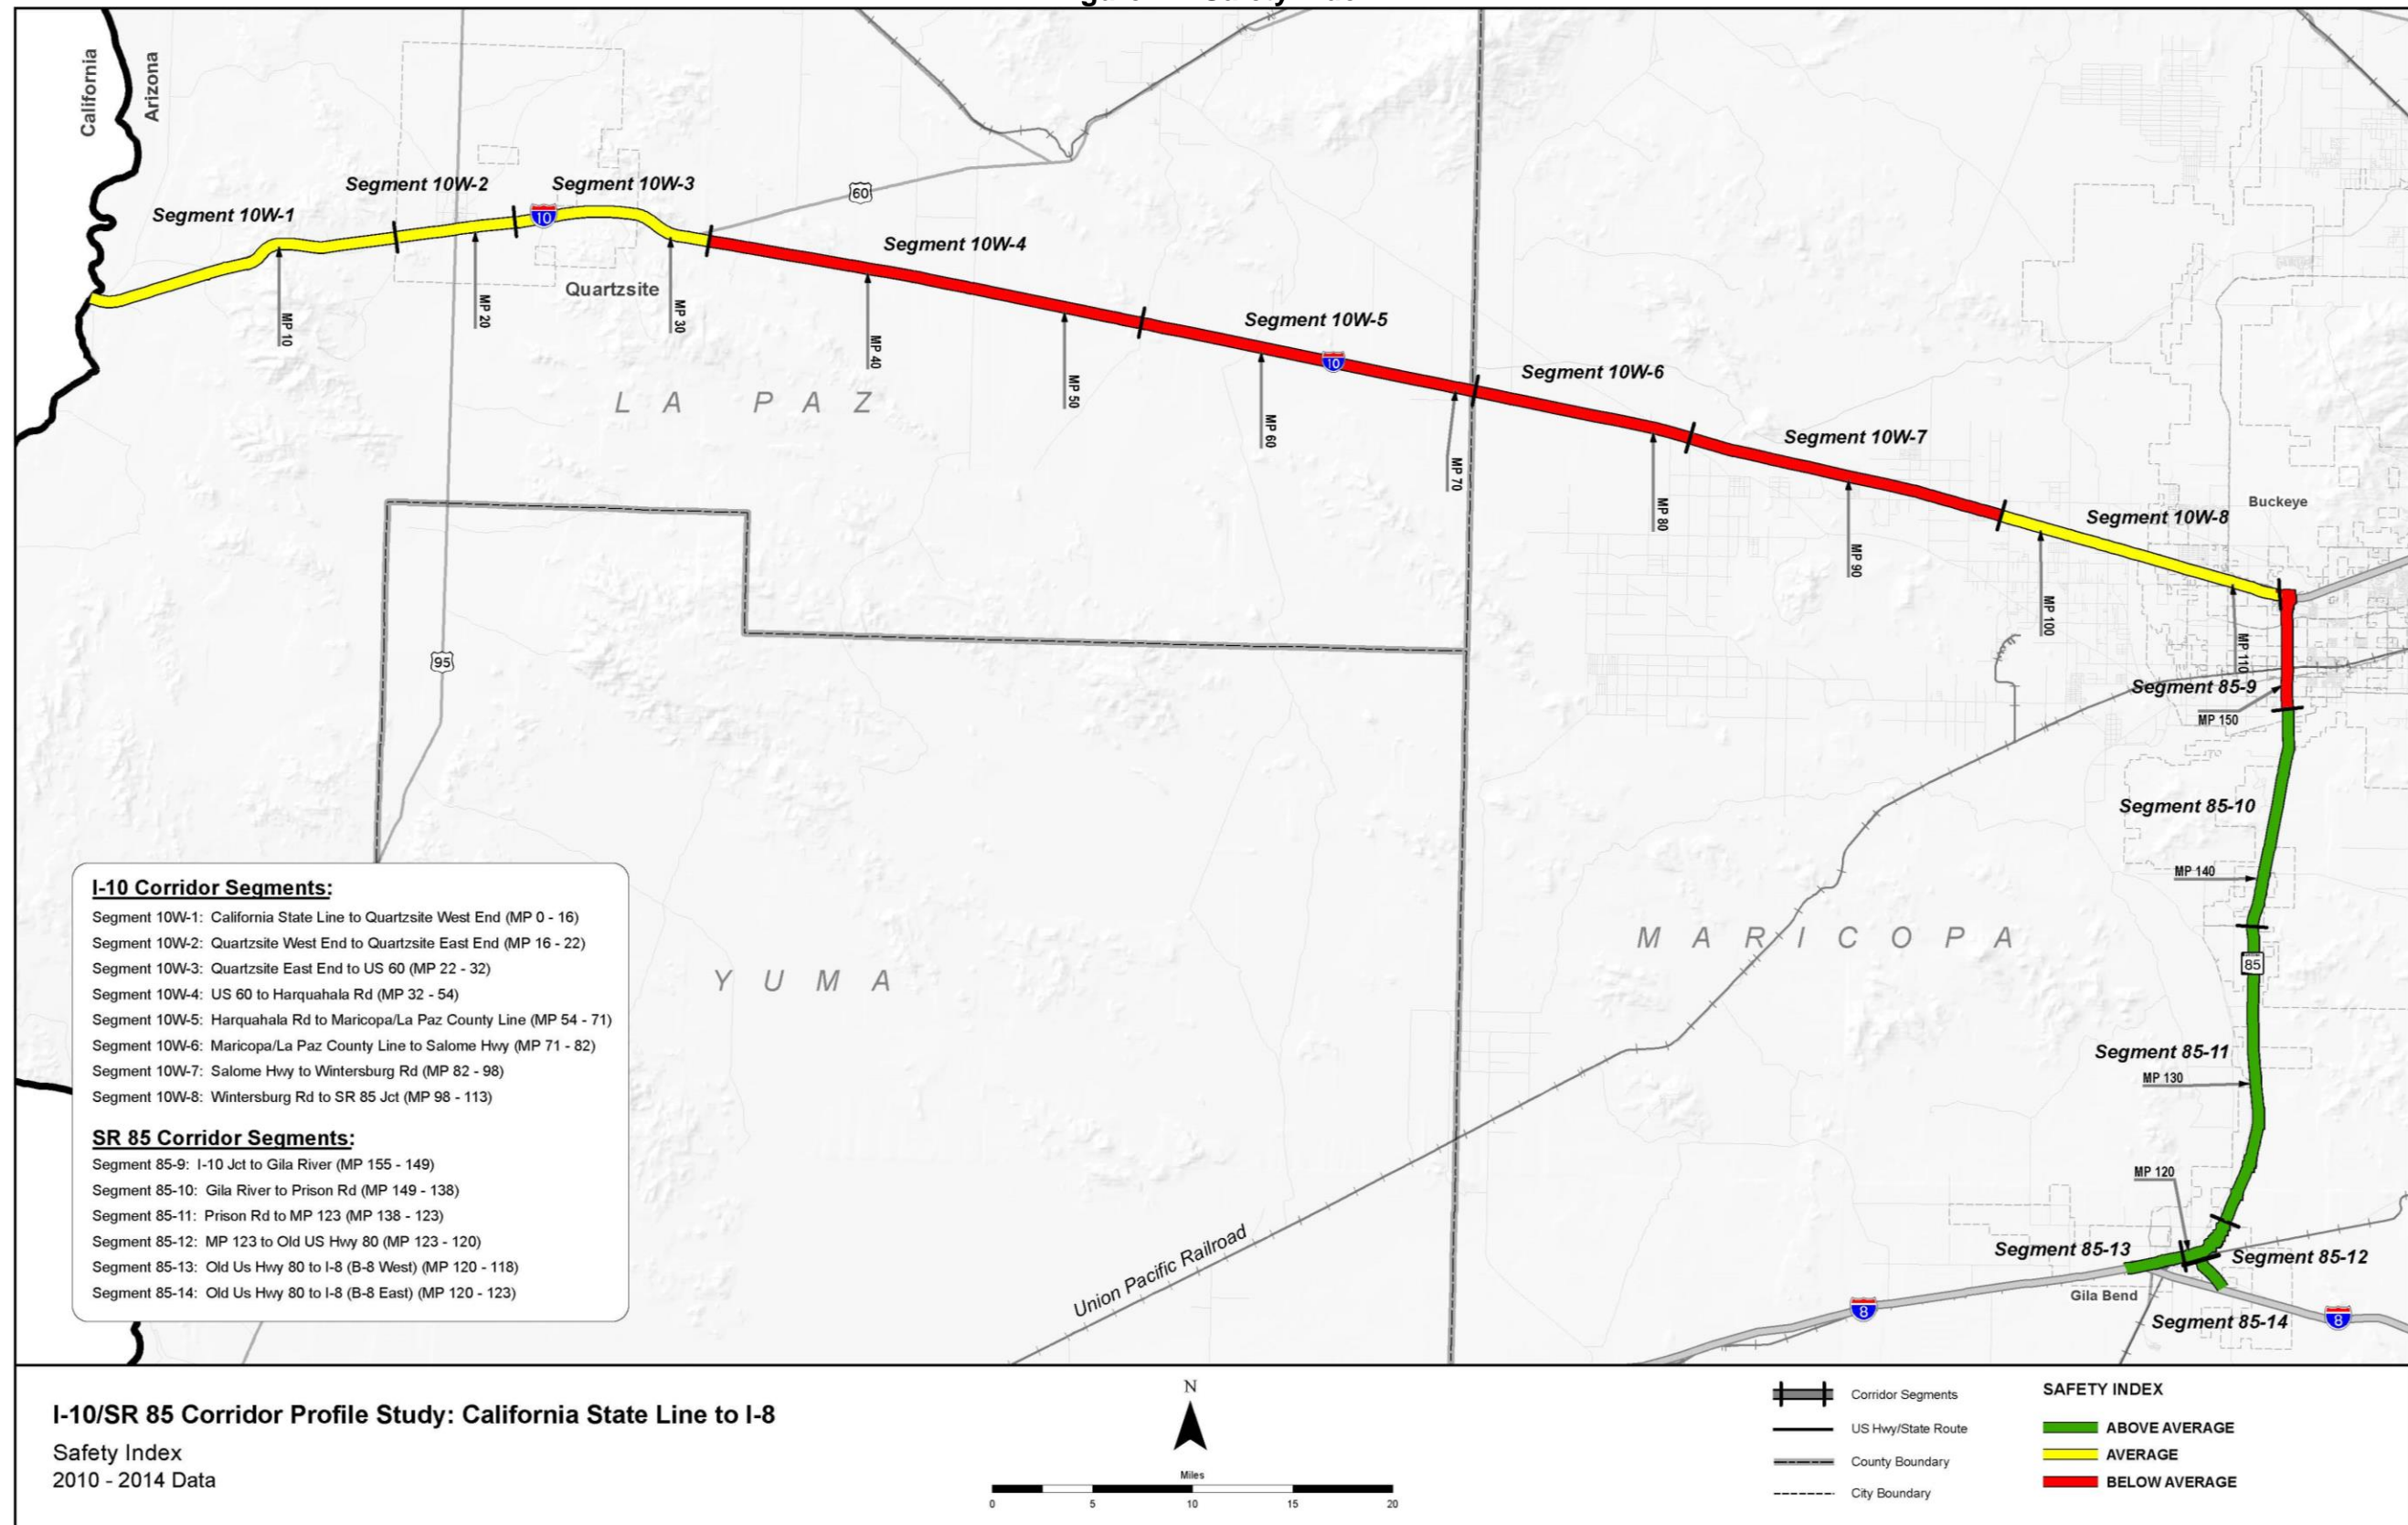 California
Arizona
Segment 10W-1
Segment 10W-2
Segment 10W-3
10
60
Segment 10W-4
Quartzsite
MP 10
MP 20
MP 30
MP 40
MP 50
Segment 10W-5
10
MP 60
MP 70
Segment 10W-6
MP 80
Segment 10W-7
MP 90
Segment 10W-8
Buckeye
MP 100
MP 110
LA PAZ
95
Segment 85-9
MP 150
Segment 85-10
MP 140
85
MARICOPA
YUMA
Segment 85-11
MP 130
MP 120
Segment 85-13
Segment 85-12
Gila Bend
Segment 85-14
8
8
Union Pacific Railroad
I-10 Corridor Segments:
Segment 10W-1: California State Line to Quartzsite West End (MP 0 - 16)
Segment 10W-2: Quartzsite West End to Quartzsite East End (MP 16 - 22)
Segment 10W-3: Quartzsite East End to US 60 (MP 22 - 32)
Segment 10W-4: US 60 to Harquahala Rd (MP 32 - 54)
Segment 10W-5: Harquahala Rd to Maricopa/La Paz County Line (MP 54 - 71)
Segment 10W-6: Maricopa/La Paz County Line to Salome Hwy (MP 71 - 82)
Segment 10W-7: Salome Hwy to Wintersburg Rd (MP 82 - 98)
Segment 10W-8: Wintersburg Rd to SR 85 Jct (MP 98 - 113)
SR 85 Corridor Segments:
Segment 85-9: I-10 Jct to Gila River (MP 155 - 149)
Segment 85-10: Gila River to Prison Rd (MP 149 - 138)
Segment 85-11: Prison Rd to MP 123 (MP 138 - 123)
Segment 85-12: MP 123 to Old US Hwy 80 (MP 123 - 120)
Segment 85-13: Old Us Hwy 80 to I-8 (B-8 West) (MP 120 - 118)
Segment 85-14: Old Us Hwy 80 to I-8 (B-8 East) (MP 120 - 123)
I-10/SR 85 Corridor Profile Study: California State Line to I-8
Safety Index
2010 - 2014 Data
N
Miles
0 5 10 15 20
Corridor Segments
US Hwy/State Route
County Boundary
City Boundary
SAFETY INDEX
ABOVE AVERAGE
AVERAGE
BELOW AVERAGE